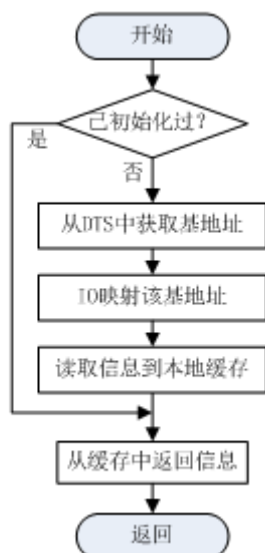 开始
已初始化过？
是
否
从DTS中获取基地址
IO映射该基地址
读取信息到本地缓存
从缓存中返回信息
返回